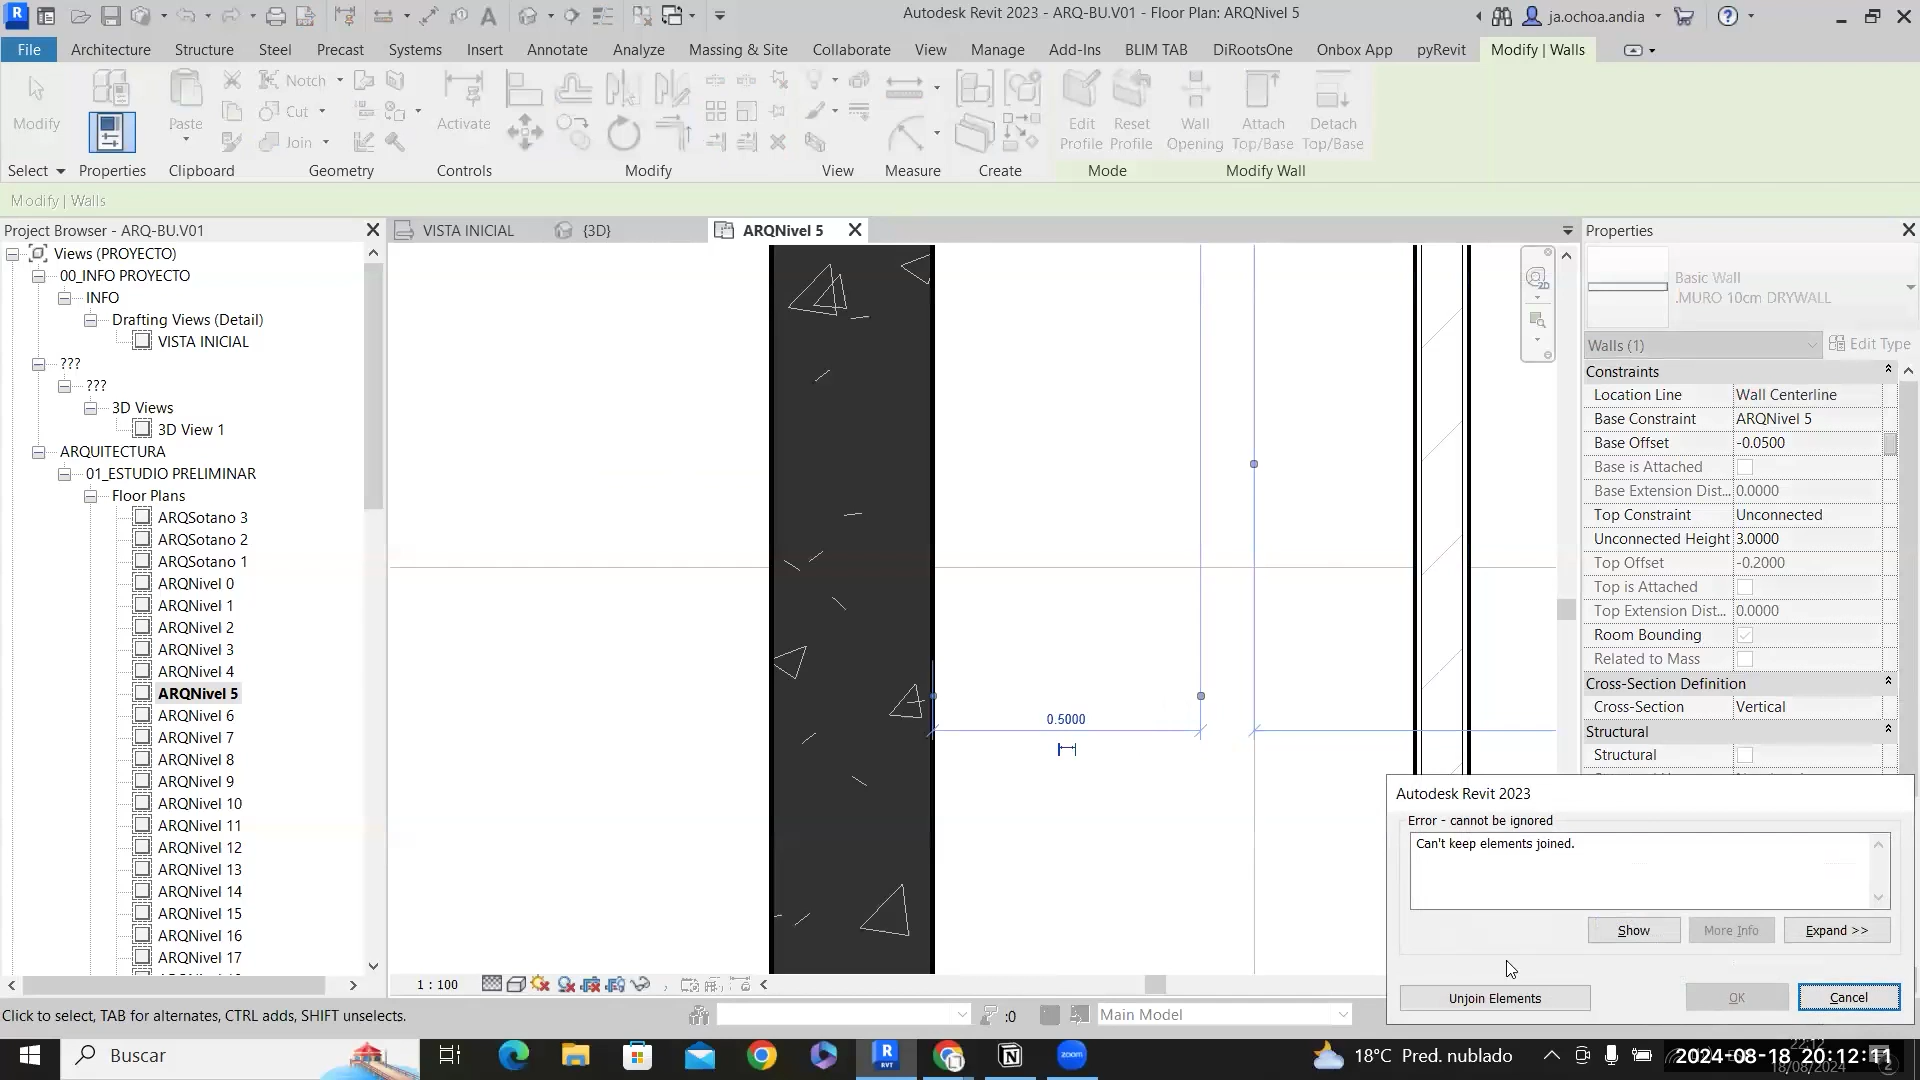 Autodesk Revit 2023 - ARQ-BU.V01 - Floor Plan: ARQNivel 5
ja.ochoa.andia
File Architecture Structure Steel Precast Systems Insert Annotate Analyze Massing & Site Collaborate View Manage Add-Ins BLIM TAB DiRootsOne Onbox App pyRevit Modify | Walls
Modify
Paste
Notch
Cut
Join
Activate
Edit Profile
Reset Profile
Wall Opening
Attach Top/Base
Detach Top/Base
Select Properties Clipboard Geometry Controls Modify View Measure Create Mode Modify Wall
Modify | Walls
Project Browser - ARQ-BU.V01
Views (PROYECTO)
00_INFO PROYECTO
INFO
Drafting Views (Detail)
VISTA INICIAL
???
???
3D Views
3D View 1
ARQUITECTURA
01_ESTUDIO PRELIMINAR
Floor Plans
ARQSotano 3
ARQSotano 2
ARQSotano 1
ARQNivel 0
ARQNivel 1
ARQNivel 2
ARQNivel 3
ARQNivel 4
ARQNivel 5
ARQNivel 6
ARQNivel 7
ARQNivel 8
ARQNivel 9
ARQNivel 10
ARQNivel 11
ARQNivel 12
ARQNivel 13
ARQNivel 14
ARQNivel 15
ARQNivel 16
ARQNivel 17
VISTA INICIAL {3D} ARQNivel 5
2D
0.5000
Properties
Basic Wall
.MURO 10cm DRYWALL
Walls (1) Edit Type
Constraints
Location Line Wall Centerline
Base Constraint ARQNivel 5
Base Offset -0.0500
Base is Attached
Base Extension Dist... 0.0000
Top Constraint Unconnected
Unconnected Height 3.0000
Top Offset -0.2000
Top is Attached
Top Extension Dist... 0.0000
Room Bounding
Related to Mass
Cross-Section Definition
Cross-Section Vertical
Structural
Structural
Autodesk Revit 2023
Error - cannot be ignored
Can't keep elements joined.
Show More Info Expand >>
Unjoin Elements OK Cancel
1 : 100
Click to select, TAB for alternates, CTRL adds, SHIFT unselects.
:0 Main Model
Buscar
RVT
zoom
18°C Pred. nublado
22:12
18/08/2024
2024-08-18 20:12:11
2